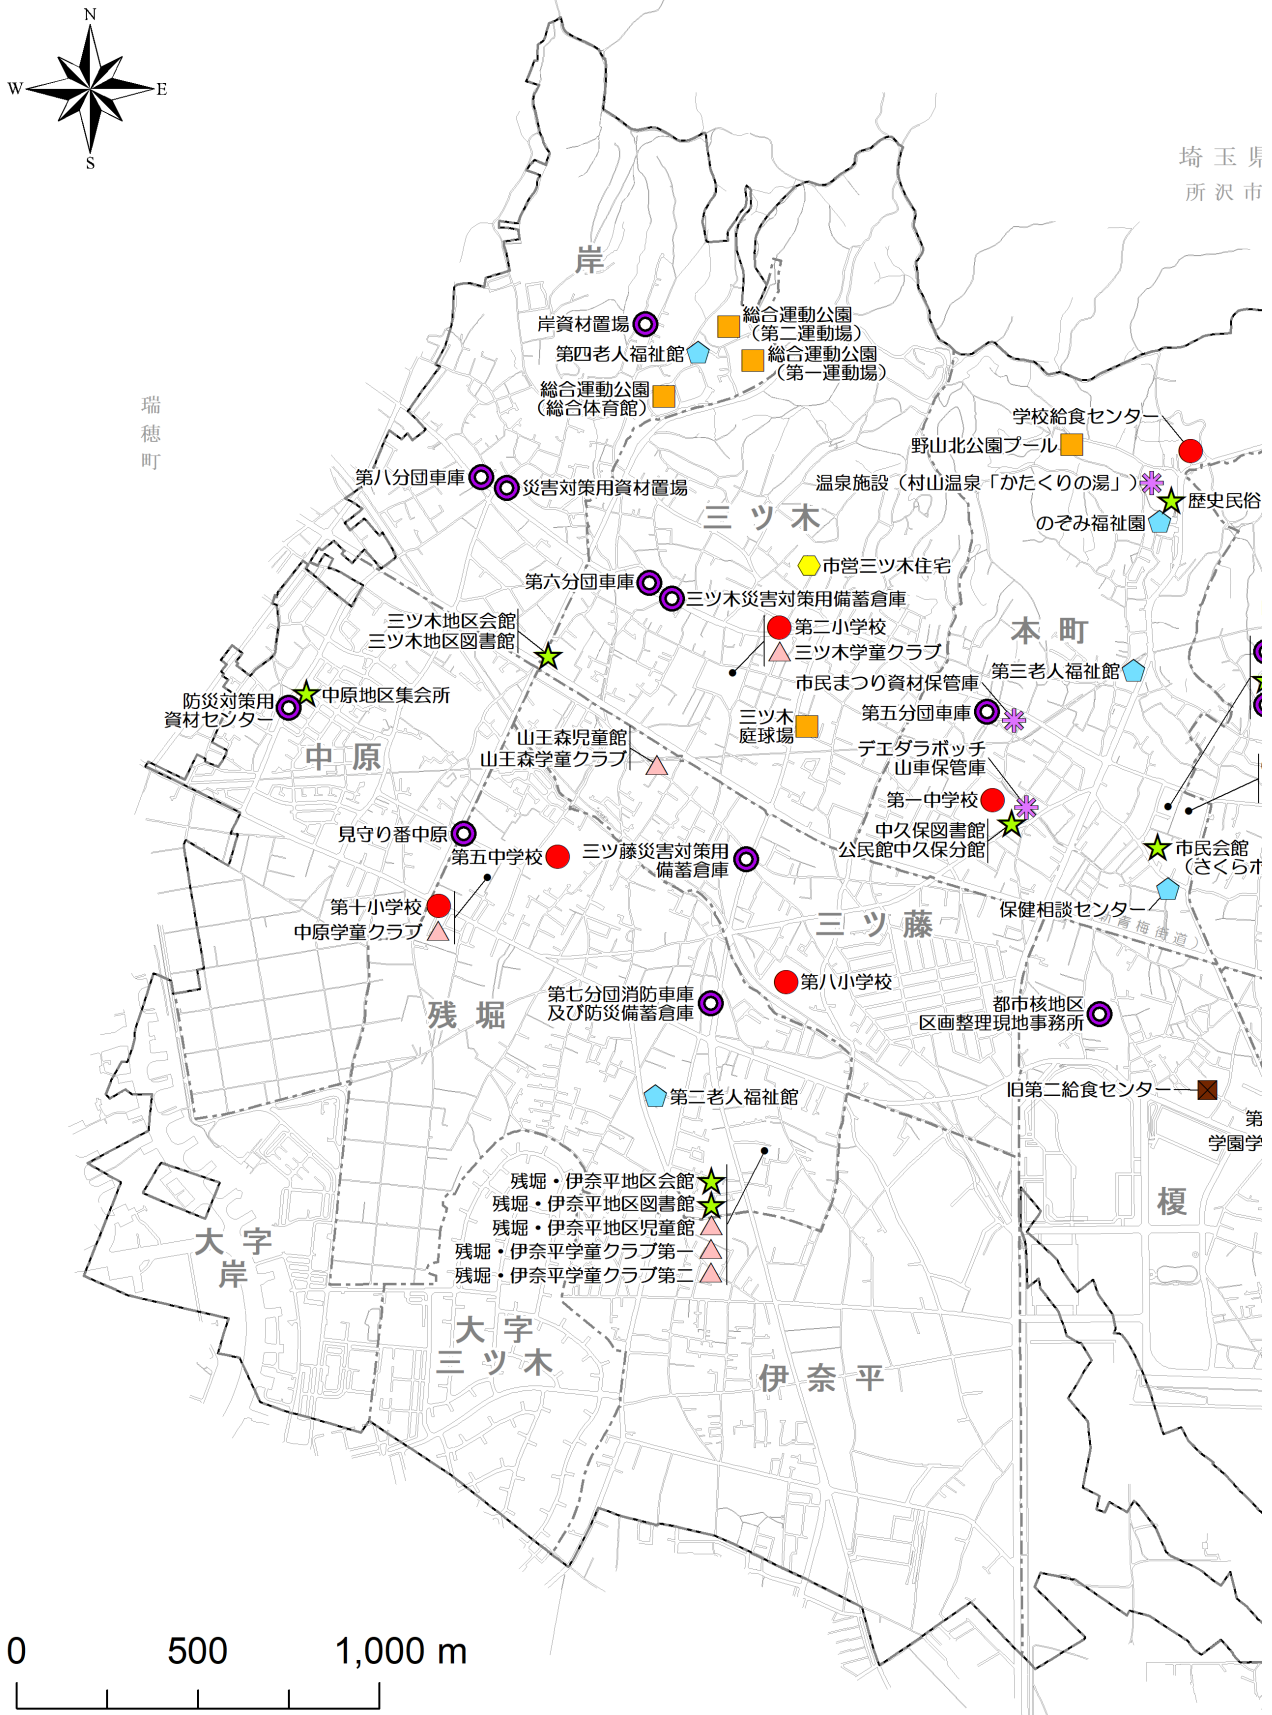 N
W
E
S
埼玉県
所沢市
岸
岸資材置場
総合運動公園
（第二運動場）
第四老人福祉館
総合運動公園
（第一運動場）
総合運動公園
（総合体育館）
瑞穂町
学校給食センター
野山北公園プール
第八分団車庫
災害対策用資材置場
温泉施設（村山温泉「かたくりの湯」）
歴史民俗
三ツ木
のぞみ福祉園
市営三ツ木住宅
第六分団車庫
三ツ木災害対策用備蓄倉庫
三ツ木地区会館
三ツ木地区図書館
第二小学校
三ツ木学童クラブ
本町
第三老人福祉館
市民まつり資材保管庫
中原地区集会所
防災対策用
資材センター
第五分団車庫
三ツ木
庭球場
中原
山王森児童館
山王森学童クラブ
デエダラボッチ
山車保管庫
第一中学校
見守り番中原
中久保図書館
公民館中久保分館
第五中学校
三ツ藤災害対策用
備蓄倉庫
市民会館
（さくらホ
第十小学校
中原学童クラブ
保健相談センター
三ツ藤
新青梅街道）
第八小学校
第七分団消防車庫
及び防災備蓄倉庫
残堀
都市核地区
区画整理現地事務所
第二老人福祉館
旧第二給食センター
第
学園学
残堀・伊奈平地区会館
残堀・伊奈平地区図書館
残堀・伊奈平地区児童館
残堀・伊奈平学童クラブ第一
残堀・伊奈平学童クラブ第二
榎
大字
岸
大字
三ツ木
伊奈平
0
500
1,000 m